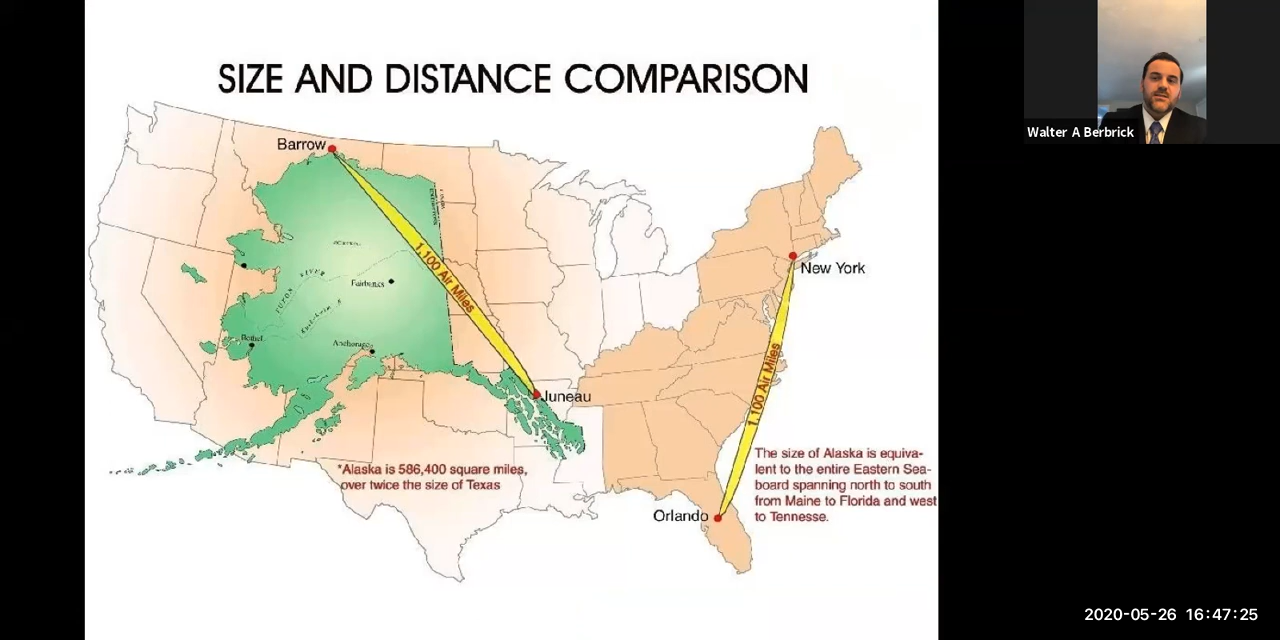 SIZE AND DISTANCE COMPARISON
Walter A Berbrick
Barrow
1,100 Air Miles
New York
Fairbanks
YUKON RIVER
Bethel
Anchorage
1,100 Air Miles
Juneau
The size of Alaska is equiva-
lent to the entire Eastern Sea-
board spanning north to south
from Maine to Florida and west
to Tennesse.
*Alaska is 586,400 square miles,
over twice the size of Texas
Orlando
2020-05-26 16:47:25